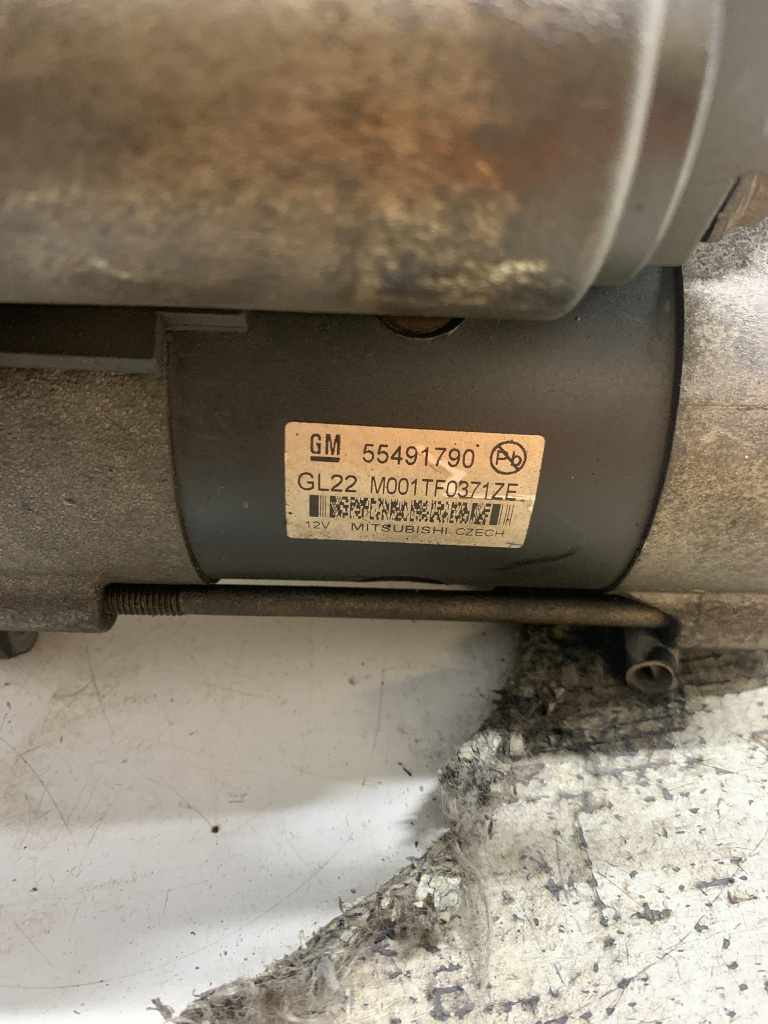 GM 55491790 Pb
GL22 M001TF0371ZE
12V MITSUBISHI CZECH